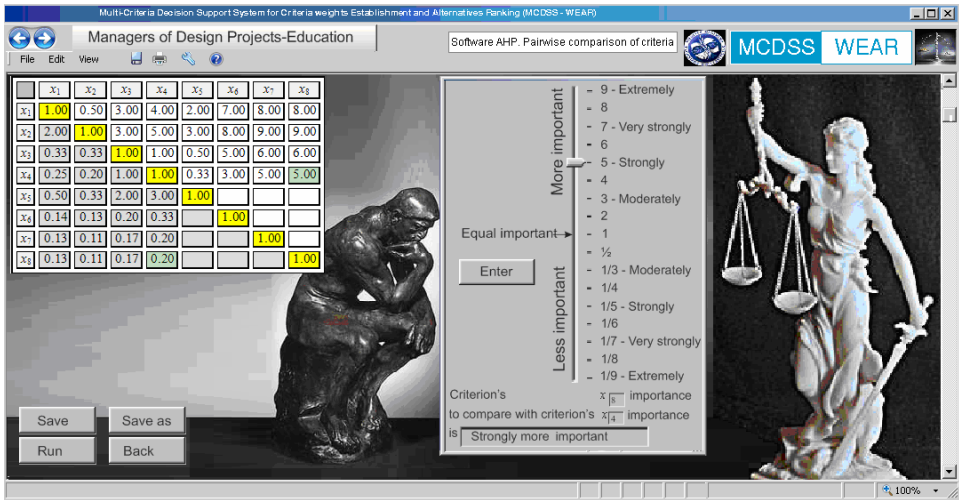 Multi-Criteria Decision Support System for Criteria weights Establishment and Alternatives Ranking (MCDSS - WEAR)
Managers of Design Projects-Education
Software AHP. Pairwise comparison of criteria
MCDSS WEAR
File Edit View
x1 x2 x3 x4 x5 x6 x7 x8
x1 1.00 0.50 3.00 4.00 2.00 7.00 8.00 8.00
x2 2.00 1.00 3.00 5.00 3.00 8.00 9.00 9.00
x3 0.33 0.33 1.00 1.00 0.50 5.00 6.00 6.00
x4 0.25 0.20 1.00 1.00 0.33 3.00 5.00 5.00
x5 0.50 0.33 2.00 3.00 1.00
x6 0.14 0.13 0.20 0.33 1.00
x7 0.13 0.11 0.17 0.20 1.00
x8 0.13 0.11 0.17 0.20 1.00
More important
9 - Extremely
8
7 - Very strongly
6
5 - Strongly
4
3 - Moderately
2
Equal important 1
½
Enter
Less important
1/3 - Moderately
1/4
1/5 - Strongly
1/6
1/7 - Very strongly
1/8
1/9 - Extremely
Criterion's x 8 importance
to compare with criterion's x 4 importance
is Strongly more important
Save Save as
Run Back
100%